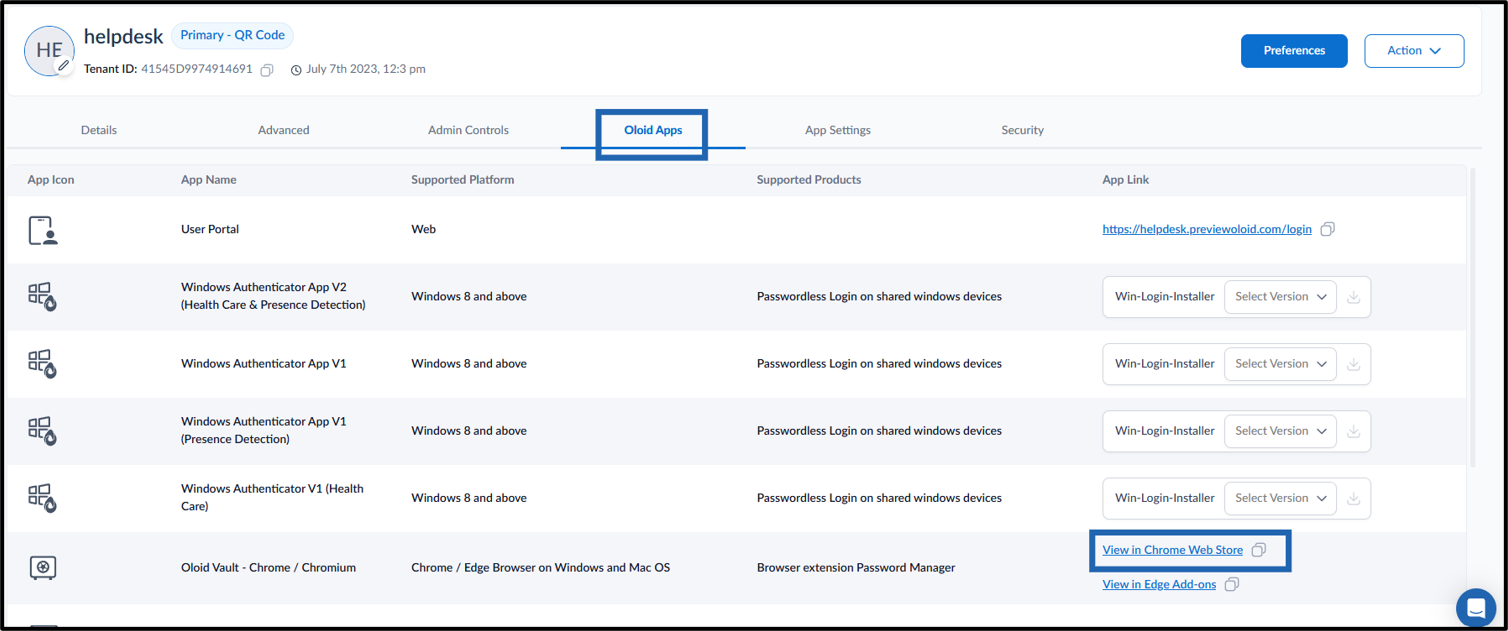 HE
helpdesk Primary - QR Code
Tenant ID: 41545D9974914691 July 7th 2023, 12:3 pm
Preferences Action
Details Advanced Admin Controls Oloid Apps App Settings Security
App Icon App Name Supported Platform Supported Products App Link
User Portal Web https://helpdesk.previewoloid.com/login
Windows Authenticator App V2
(Health Care & Presence Detection)
Windows 8 and above Passwordless Login on shared windows devices Win-Login-Installer Select Version
Windows Authenticator App V1 Windows 8 and above Passwordless Login on shared windows devices Win-Login-Installer Select Version
Windows Authenticator App V1
(Presence Detection)
Windows 8 and above Passwordless Login on shared windows devices Win-Login-Installer Select Version
Windows Authenticator V1 (Health
Care)
Windows 8 and above Passwordless Login on shared windows devices Win-Login-Installer Select Version
Oloid Vault - Chrome / Chromium Chrome / Edge Browser on Windows and Mac OS Browser extension Password Manager
View in Chrome Web Store
View in Edge Add-ons